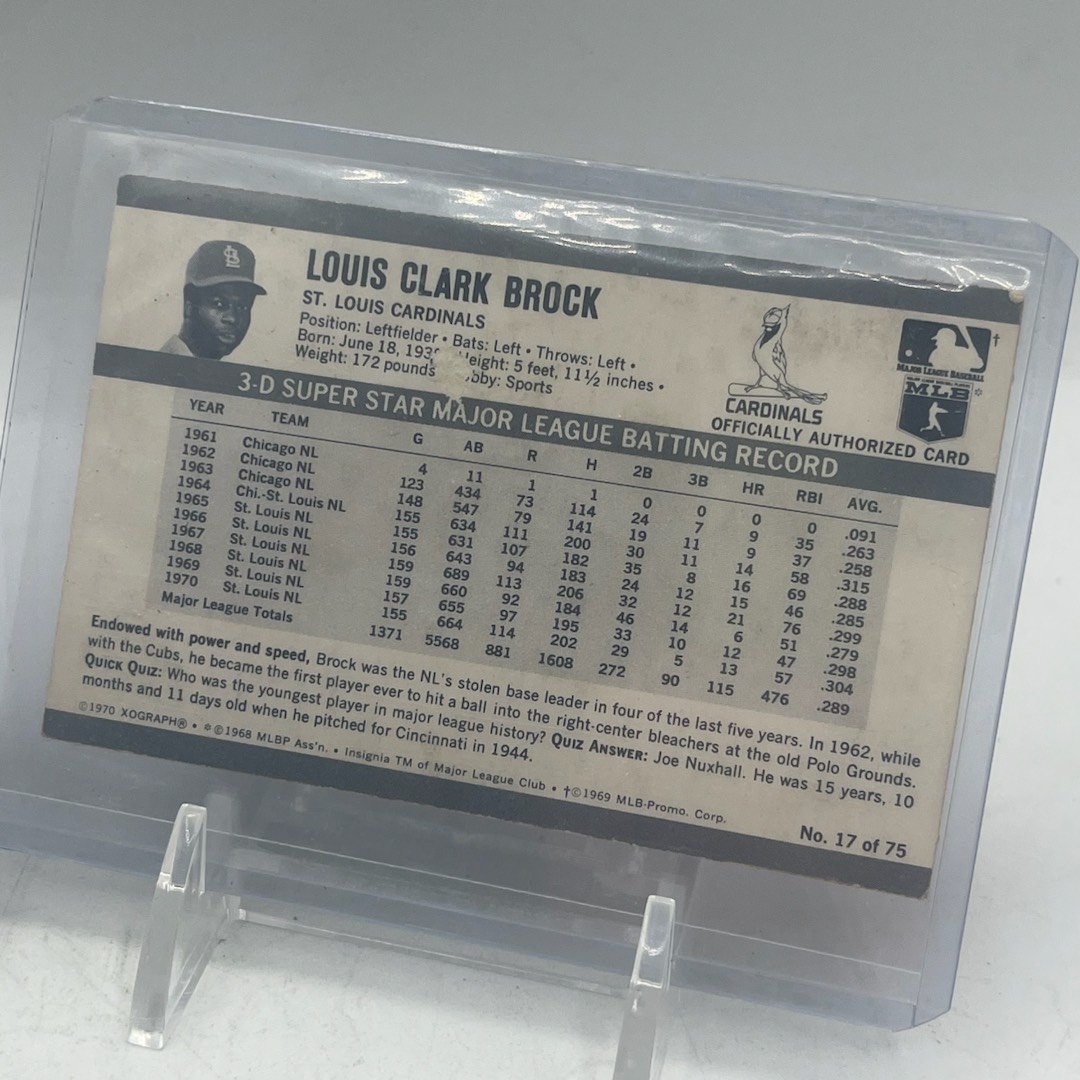 LOUIS CLARK BROCK
ST. LOUIS CARDINALS
Position: Leftfielder • Bats: Left • Throws: Left •
Born: June 18, 193 eight: 5 feet, 11½ inches •
Weight: 172 pounds bby: Sports
CARDINALS
OFFICIALLY AUTHORIZED CARD
MAJOR LEAGUE BASEBALL †
MLB *
3-D SUPER STAR MAJOR LEAGUE BATTING RECORD
YEAR TEAM G AB R H 2B 3B HR RBI AVG.
1961 Chicago NL 4 11 1 1 0 0 0 0 .091
1962 Chicago NL 123 434 73 114 24 7 9 35 .263
1963 Chicago NL 148 547 79 141 19 11 9 37 .258
1964 Chi.-St. Louis NL 155 634 111 200 30 11 14 58 .315
1965 St. Louis NL 155 631 107 182 35 8 16 69 .288
1966 St. Louis NL 156 643 94 183 24 12 15 46 .285
1967 St. Louis NL 159 689 113 206 32 12 21 76 .299
1968 St. Louis NL 159 660 92 184 46 14 6 51 .279
1969 St. Louis NL 157 655 97 195 33 10 12 47 .298
1970 St. Louis NL 155 664 114 202 29 5 13 57 .304
Major League Totals 1371 5568 881 1608 272 90 115 476 .289
Endowed with power and speed, Brock was the NL's stolen base leader in four of the last five years. In 1962, while
with the Cubs, he became the first player ever to hit a ball into the right-center bleachers at the old Polo Grounds.
QUICK QUIZ: Who was the youngest player in major league history? QUIZ ANSWER: Joe Nuxhall. He was 15 years, 10
months and 11 days old when he pitched for Cincinnati in 1944.
©1970 XOGRAPH® • *©1968 MLBP Ass'n. • Insignia TM of Major League Club • †©1969 MLB-Promo. Corp.
No. 17 of 75